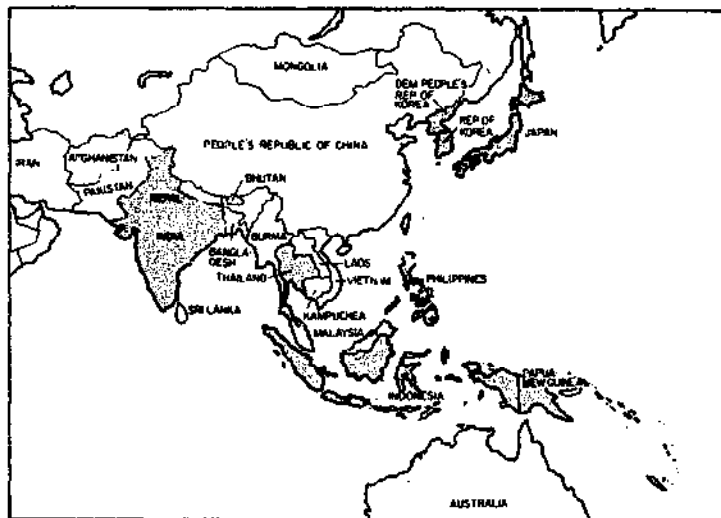 MONGOLIA
DEM PEOPLE'S
REP OF
KOREA
REP OF
KOREA
JAPAN
PEOPLE'S REPUBLIC OF CHINA
IRAN
AFGHANISTAN
PAKISTAN
NEPAL
BHUTAN
INDIA
BURMA
BANGLA-
DESH
LAOS
THAILAND
VIETNAM
PHILIPPINES
SRI LANKA
KAMPUCHEA
MALAYSIA
PAPUA
NEW GUINEA
INDONESIA
AUSTRALIA